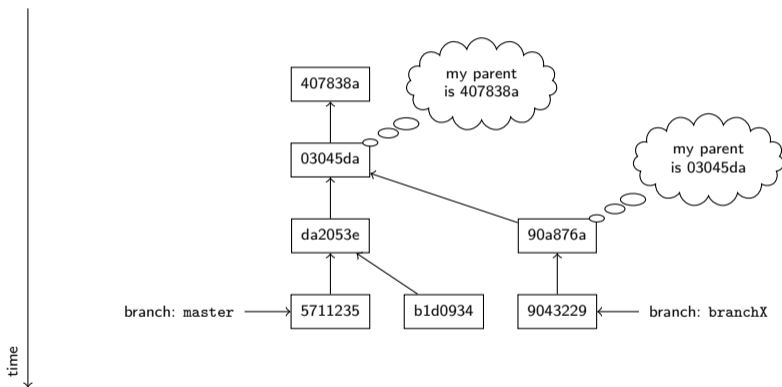 my parent
is 407838a
407838a
my parent
is 03045da
03045da
da2053e
90a876a
branch: master
5711235
b1d0934
9043229
branch: branchX
time